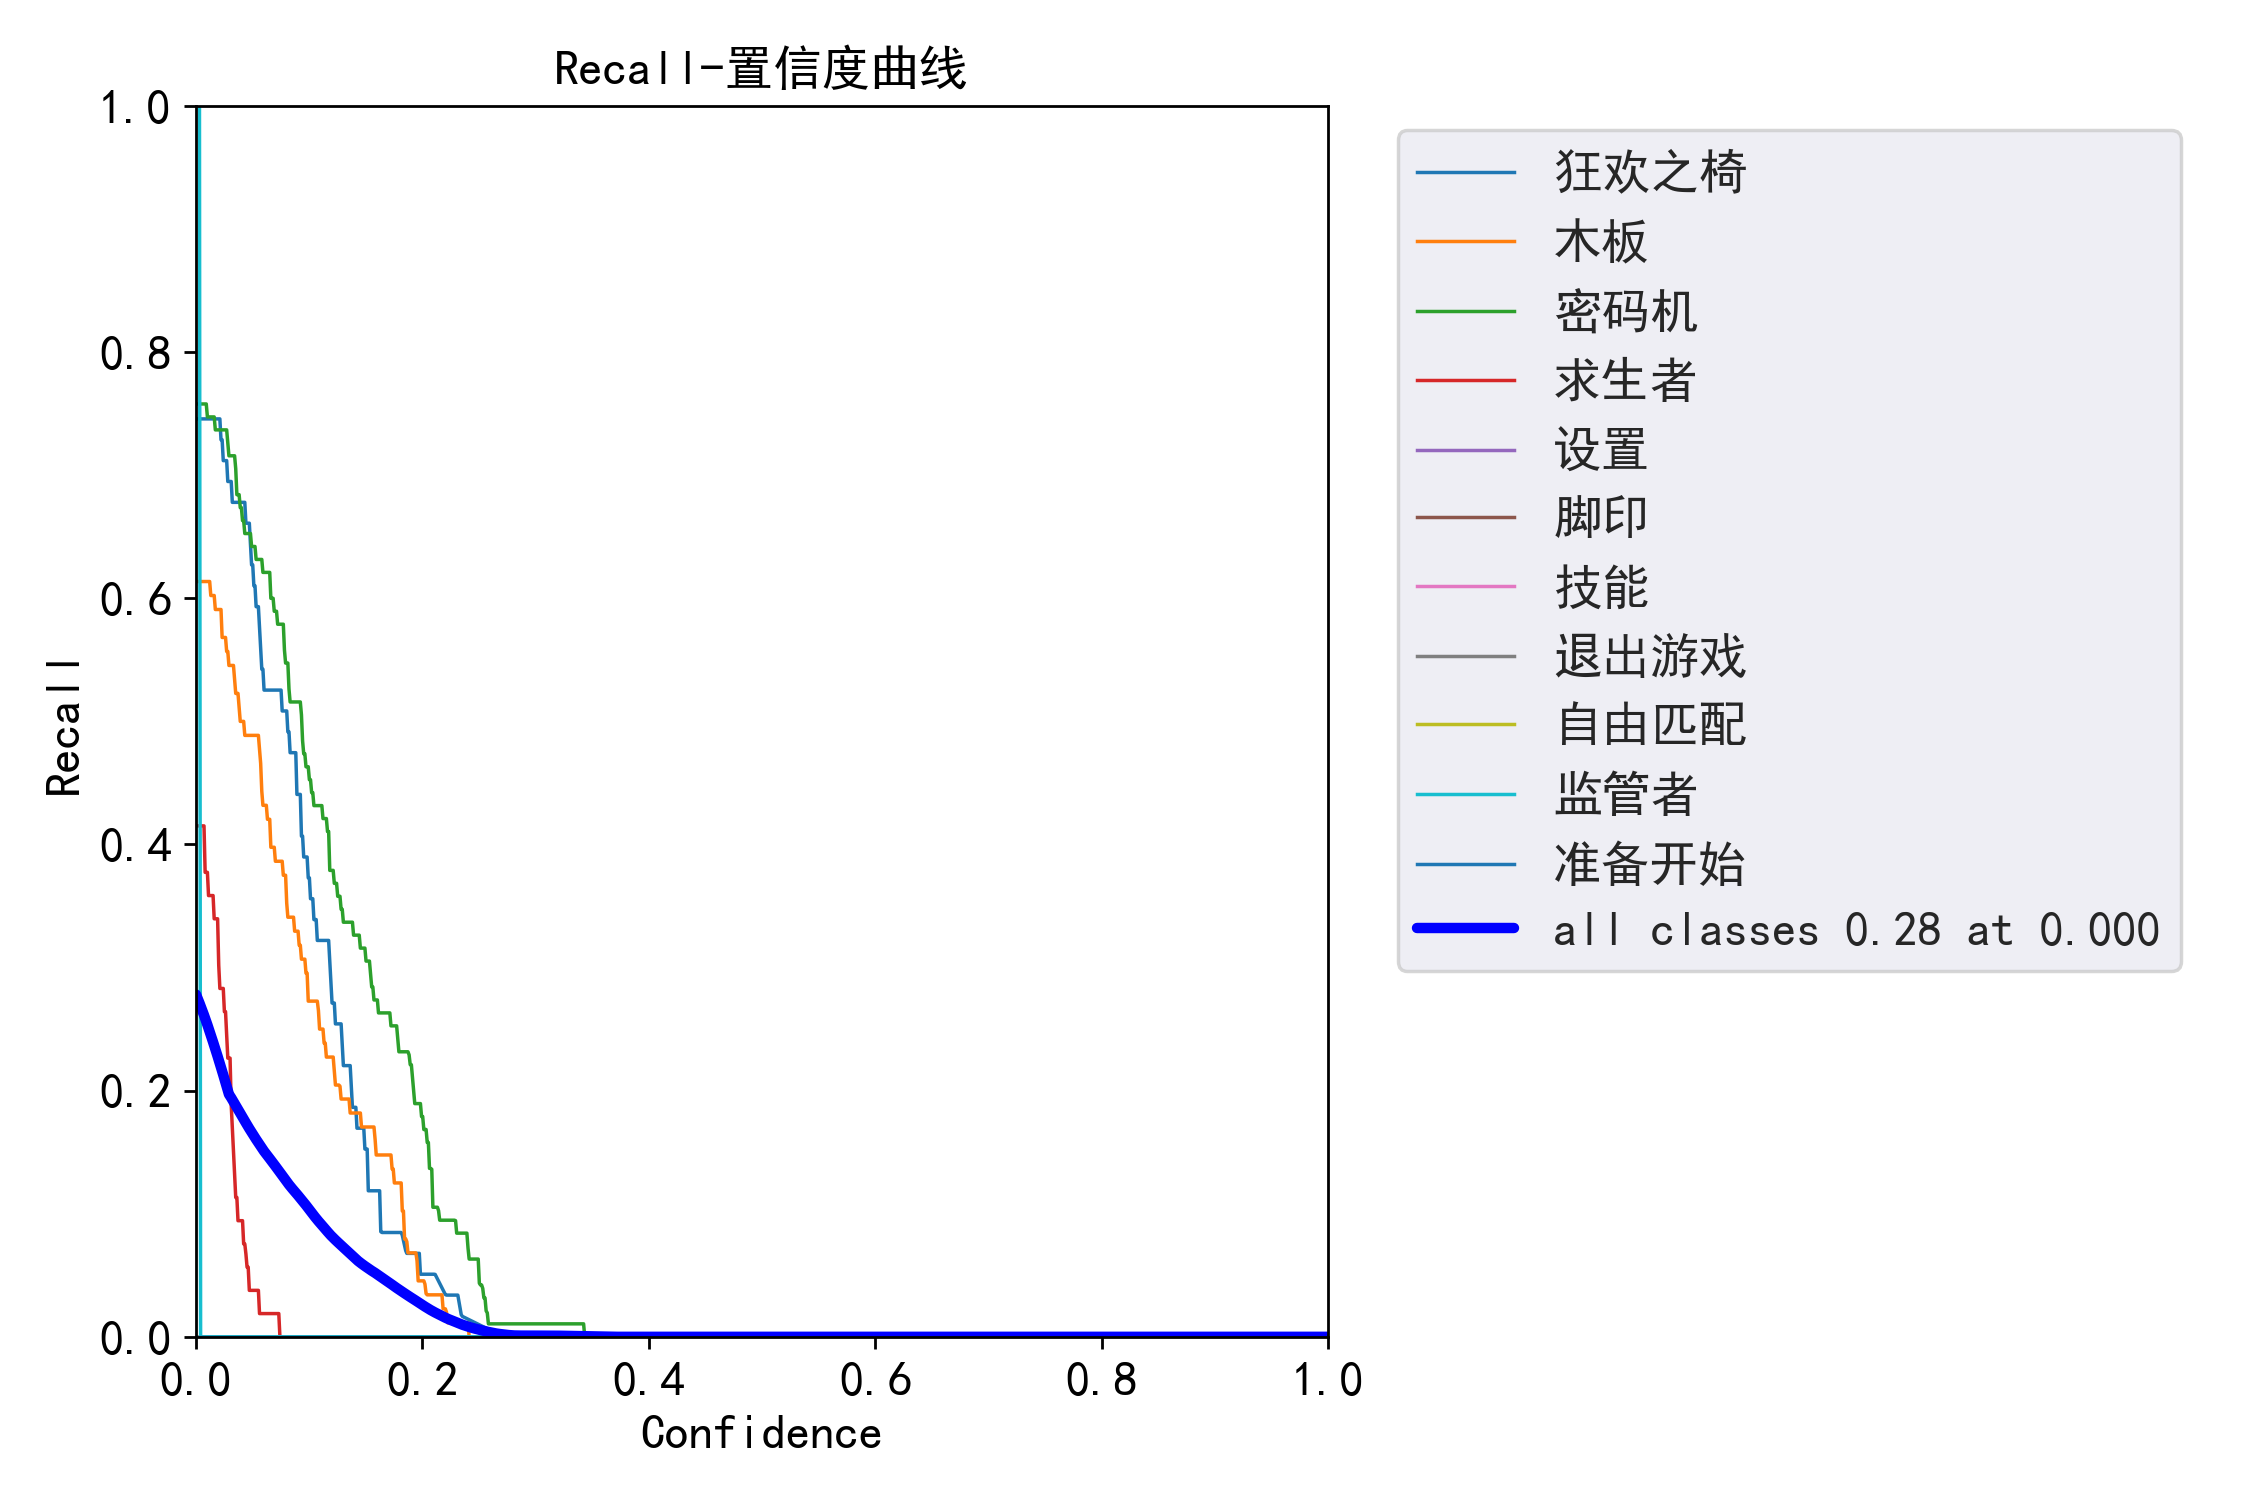 Recall-置信度曲线
1.0
0.8
0.6
0.4
0.2
0.0
Recall
0.0 0.2 0.4 0.6 0.8 1.0
Confidence
狂欢之椅
木板
密码机
求生者
设置
脚印
技能
退出游戏
自由匹配
监管者
准备开始
all classes 0.28 at 0.000